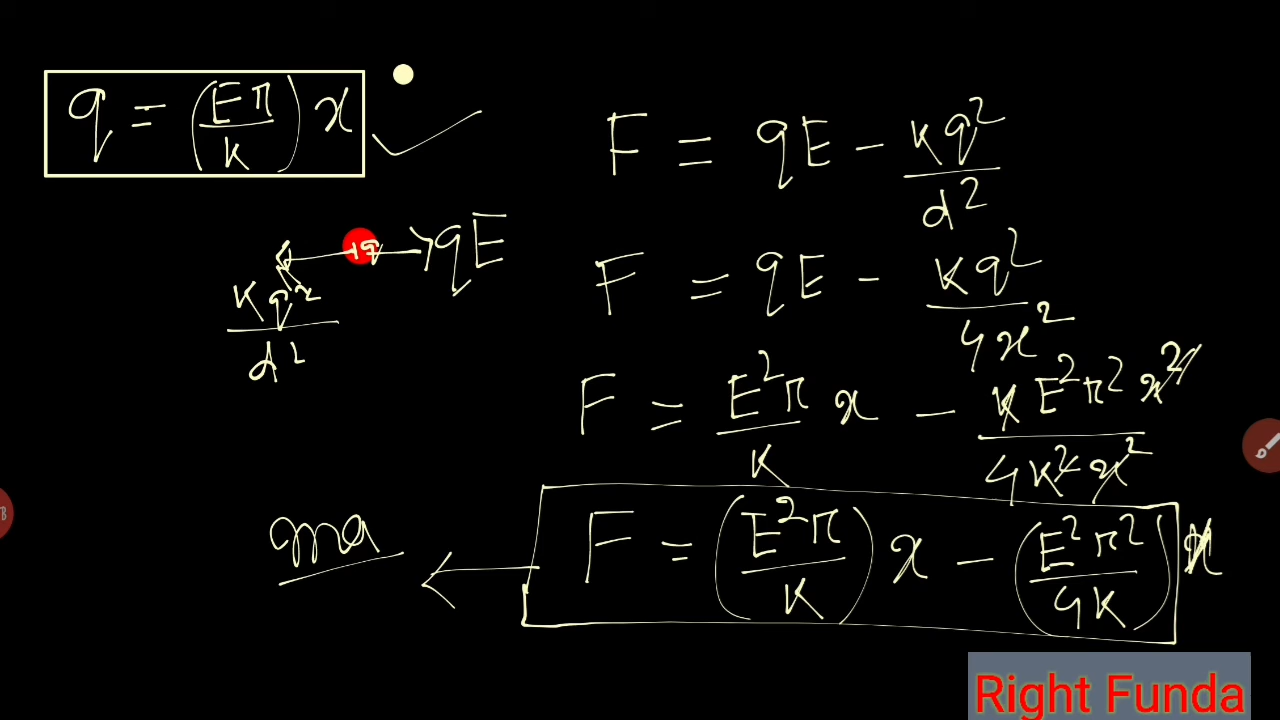 q = (Eπ/k) x
F = qE - kq²/d²
+q
qE
kq²/d²
F = qE - kq²/4x²
F = E²π/k x - kE²π²x²/4k²x²
ma
F = (E²π/k) x - (E²π²/4k)
Right Funda